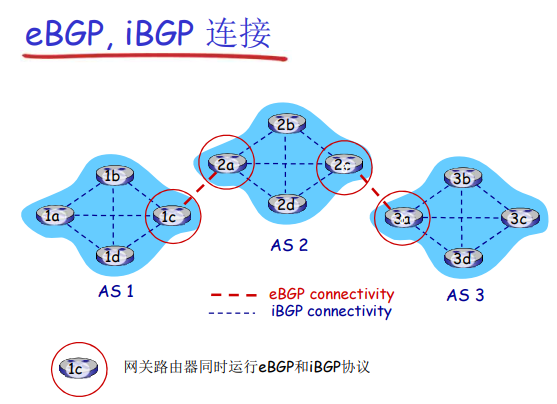 eBGP, iBGP 连接
2b
2a
2c
2d
1b
1a
1c
1d
3b
3a
3c
3d
AS 2
AS 1
AS 3
eBGP connectivity
iBGP connectivity
1c
网关路由器同时运行eBGP和iBGP协议